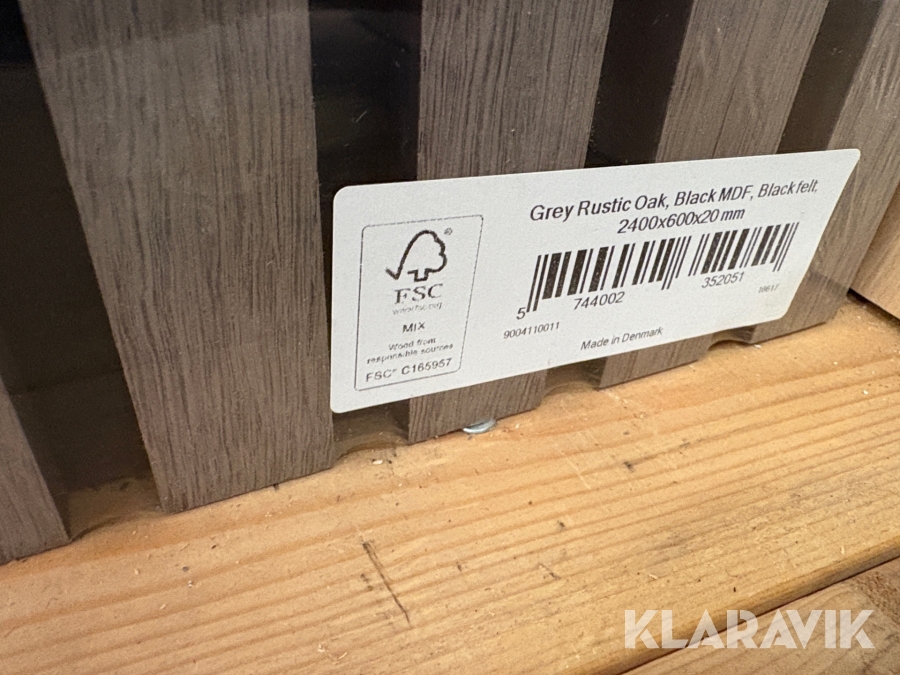 Grey Rustic Oak, Black MDF, Black felt,
2400x600x20 mm
®
FSC
www.fsc.org
MIX
Wood from
responsible sources
FSC® C165957
5 744002 352051
9004110011
Made in Denmark
KLARAVIK